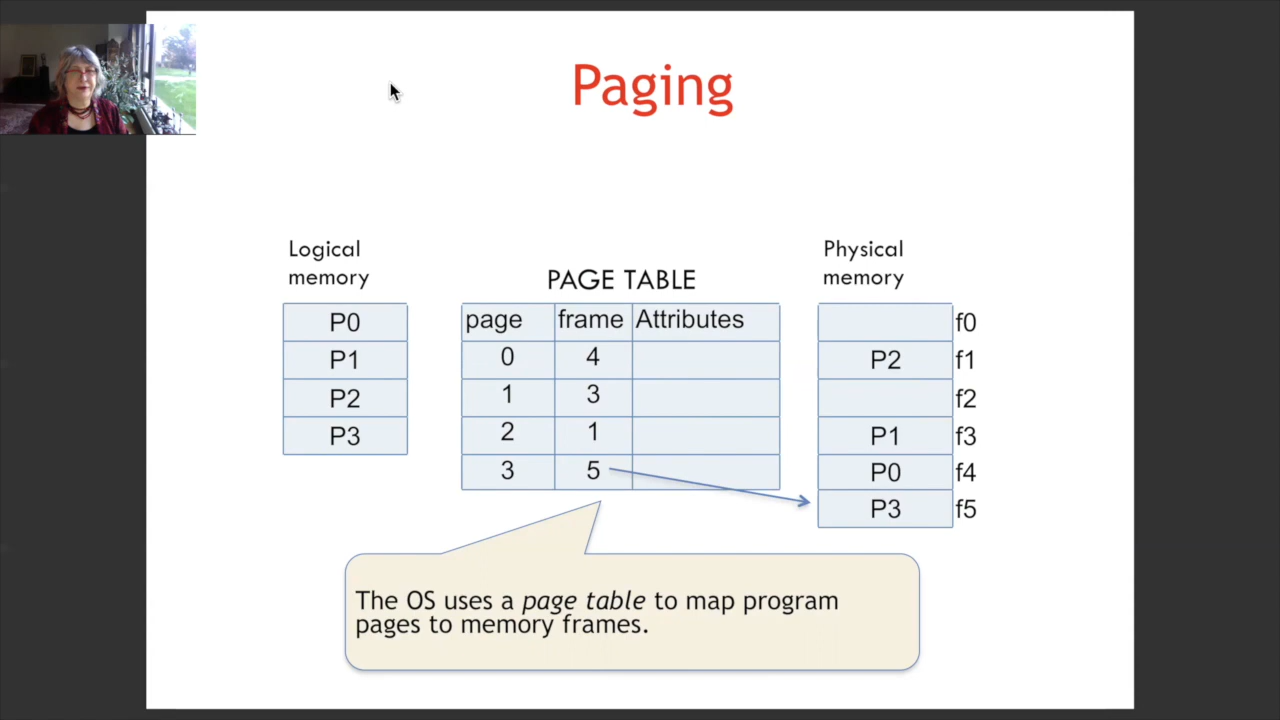 Paging
Logical
memory
P0
P1
P2
P3
PAGE TABLE
page frame Attributes
0 4
1 3
2 1
3 5
Physical
memory
f0
P2 f1
f2
P1 f3
P0 f4
P3 f5
The OS uses a page table to map program
pages to memory frames.